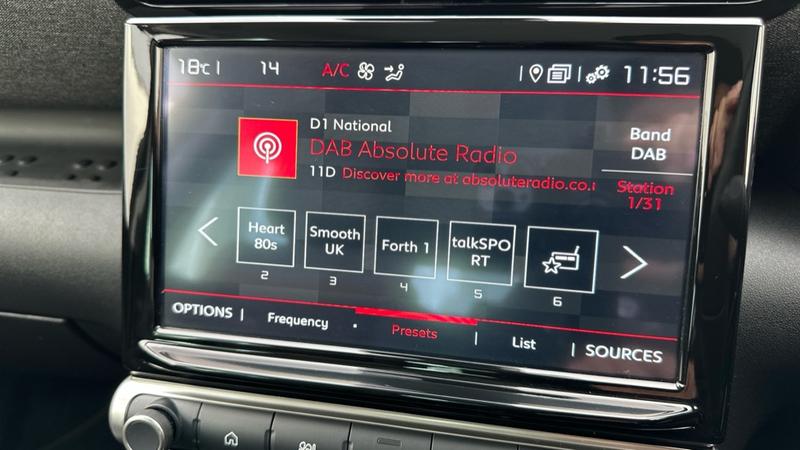 18°C | 14 A/C | | 11:56
D1 National
DAB Absolute Radio
11D Discover more at absoluteradio.co.u
Band
DAB
Station
1/31
Heart
80s
2
Smooth
UK
3
Forth 1
4
talkSPO
RT
5
6
OPTIONS | Frequency Presets | List | SOURCES